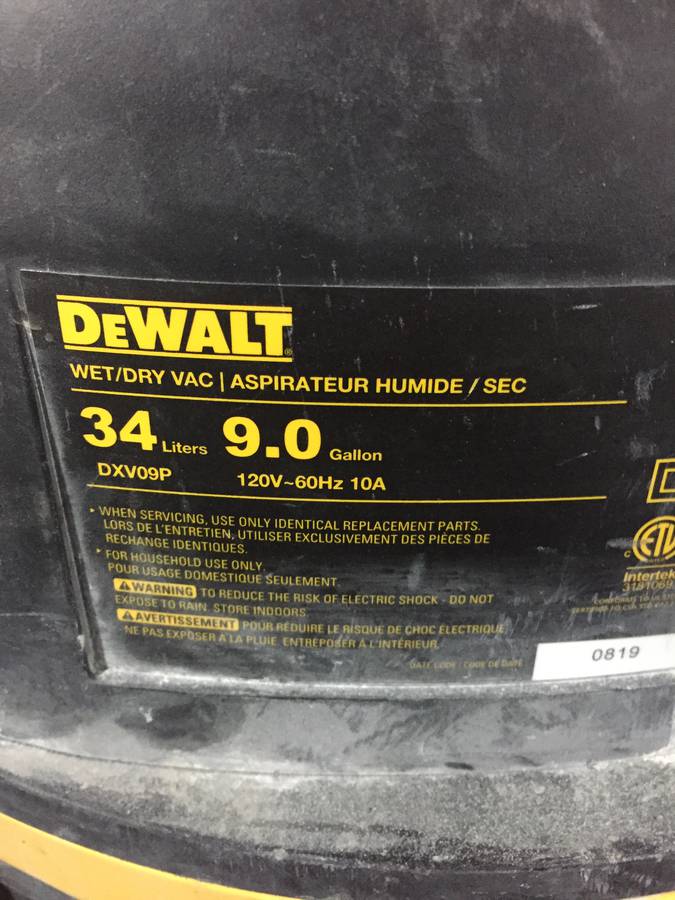 DEWALT®
WET/DRY VAC | ASPIRATEUR HUMIDE / SEC
34 Liters 9.0 Gallon
DXV09P 120V~60Hz 10A
▸ WHEN SERVICING, USE ONLY IDENTICAL REPLACEMENT PARTS.
LORS DE L'ENTRETIEN, UTILISER EXCLUSIVEMENT DES PIÈCES DE
RECHANGE IDENTIQUES.
▸ FOR HOUSEHOLD USE ONLY.
POUR USAGE DOMESTIQUE SEULEMENT.
⚠WARNING TO REDUCE THE RISK OF ELECTRIC SHOCK - DO NOT
EXPOSE TO RAIN. STORE INDOORS.
⚠AVERTISSEMENT POUR RÉDUIRE LE RISQUE DE CHOC ÉLECTRIQUE
NE PAS EXPOSER À LA PLUIE. ENTREPOSER À L'INTÉRIEUR.
C ETL
Intertek
3181069
DATE CODE / CODE DE DATE
0819